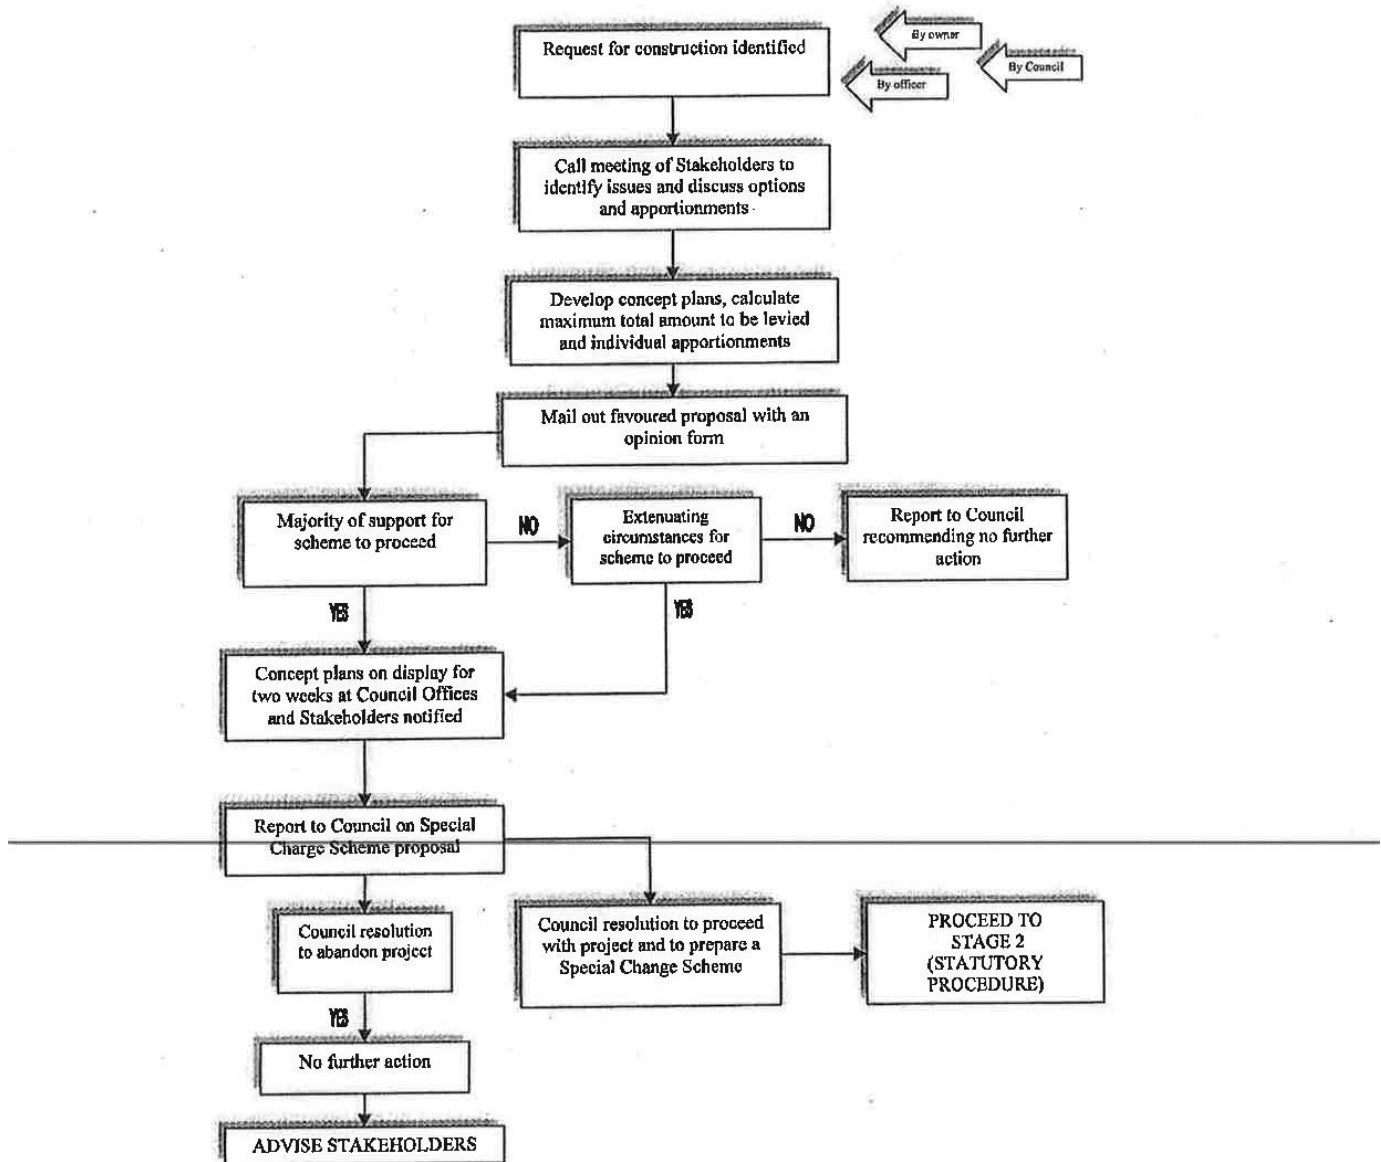 Request for construction identified
By owner
By Council
By officer
Call meeting of Stakeholders to
identify issues and discuss options
and apportionments
Develop concept plans, calculate
maximum total amount to be levied
and individual apportionments
Mail out favoured proposal with an
opinion form
Majority of support for
scheme to proceed
NO
Extenuating
circumstances for
scheme to proceed
NO
Report to Council
recommending no further
action
YES
YES
Concept plans on display for
two weeks at Council Offices
and Stakeholders notified
Report to Council on Special
Charge Scheme proposal
Council resolution
to abandon project
Council resolution to proceed
with project and to prepare a
Special Change Scheme
PROCEED TO
STAGE 2
(STATUTORY
PROCEDURE)
YES
No further action
ADVISE STAKEHOLDERS